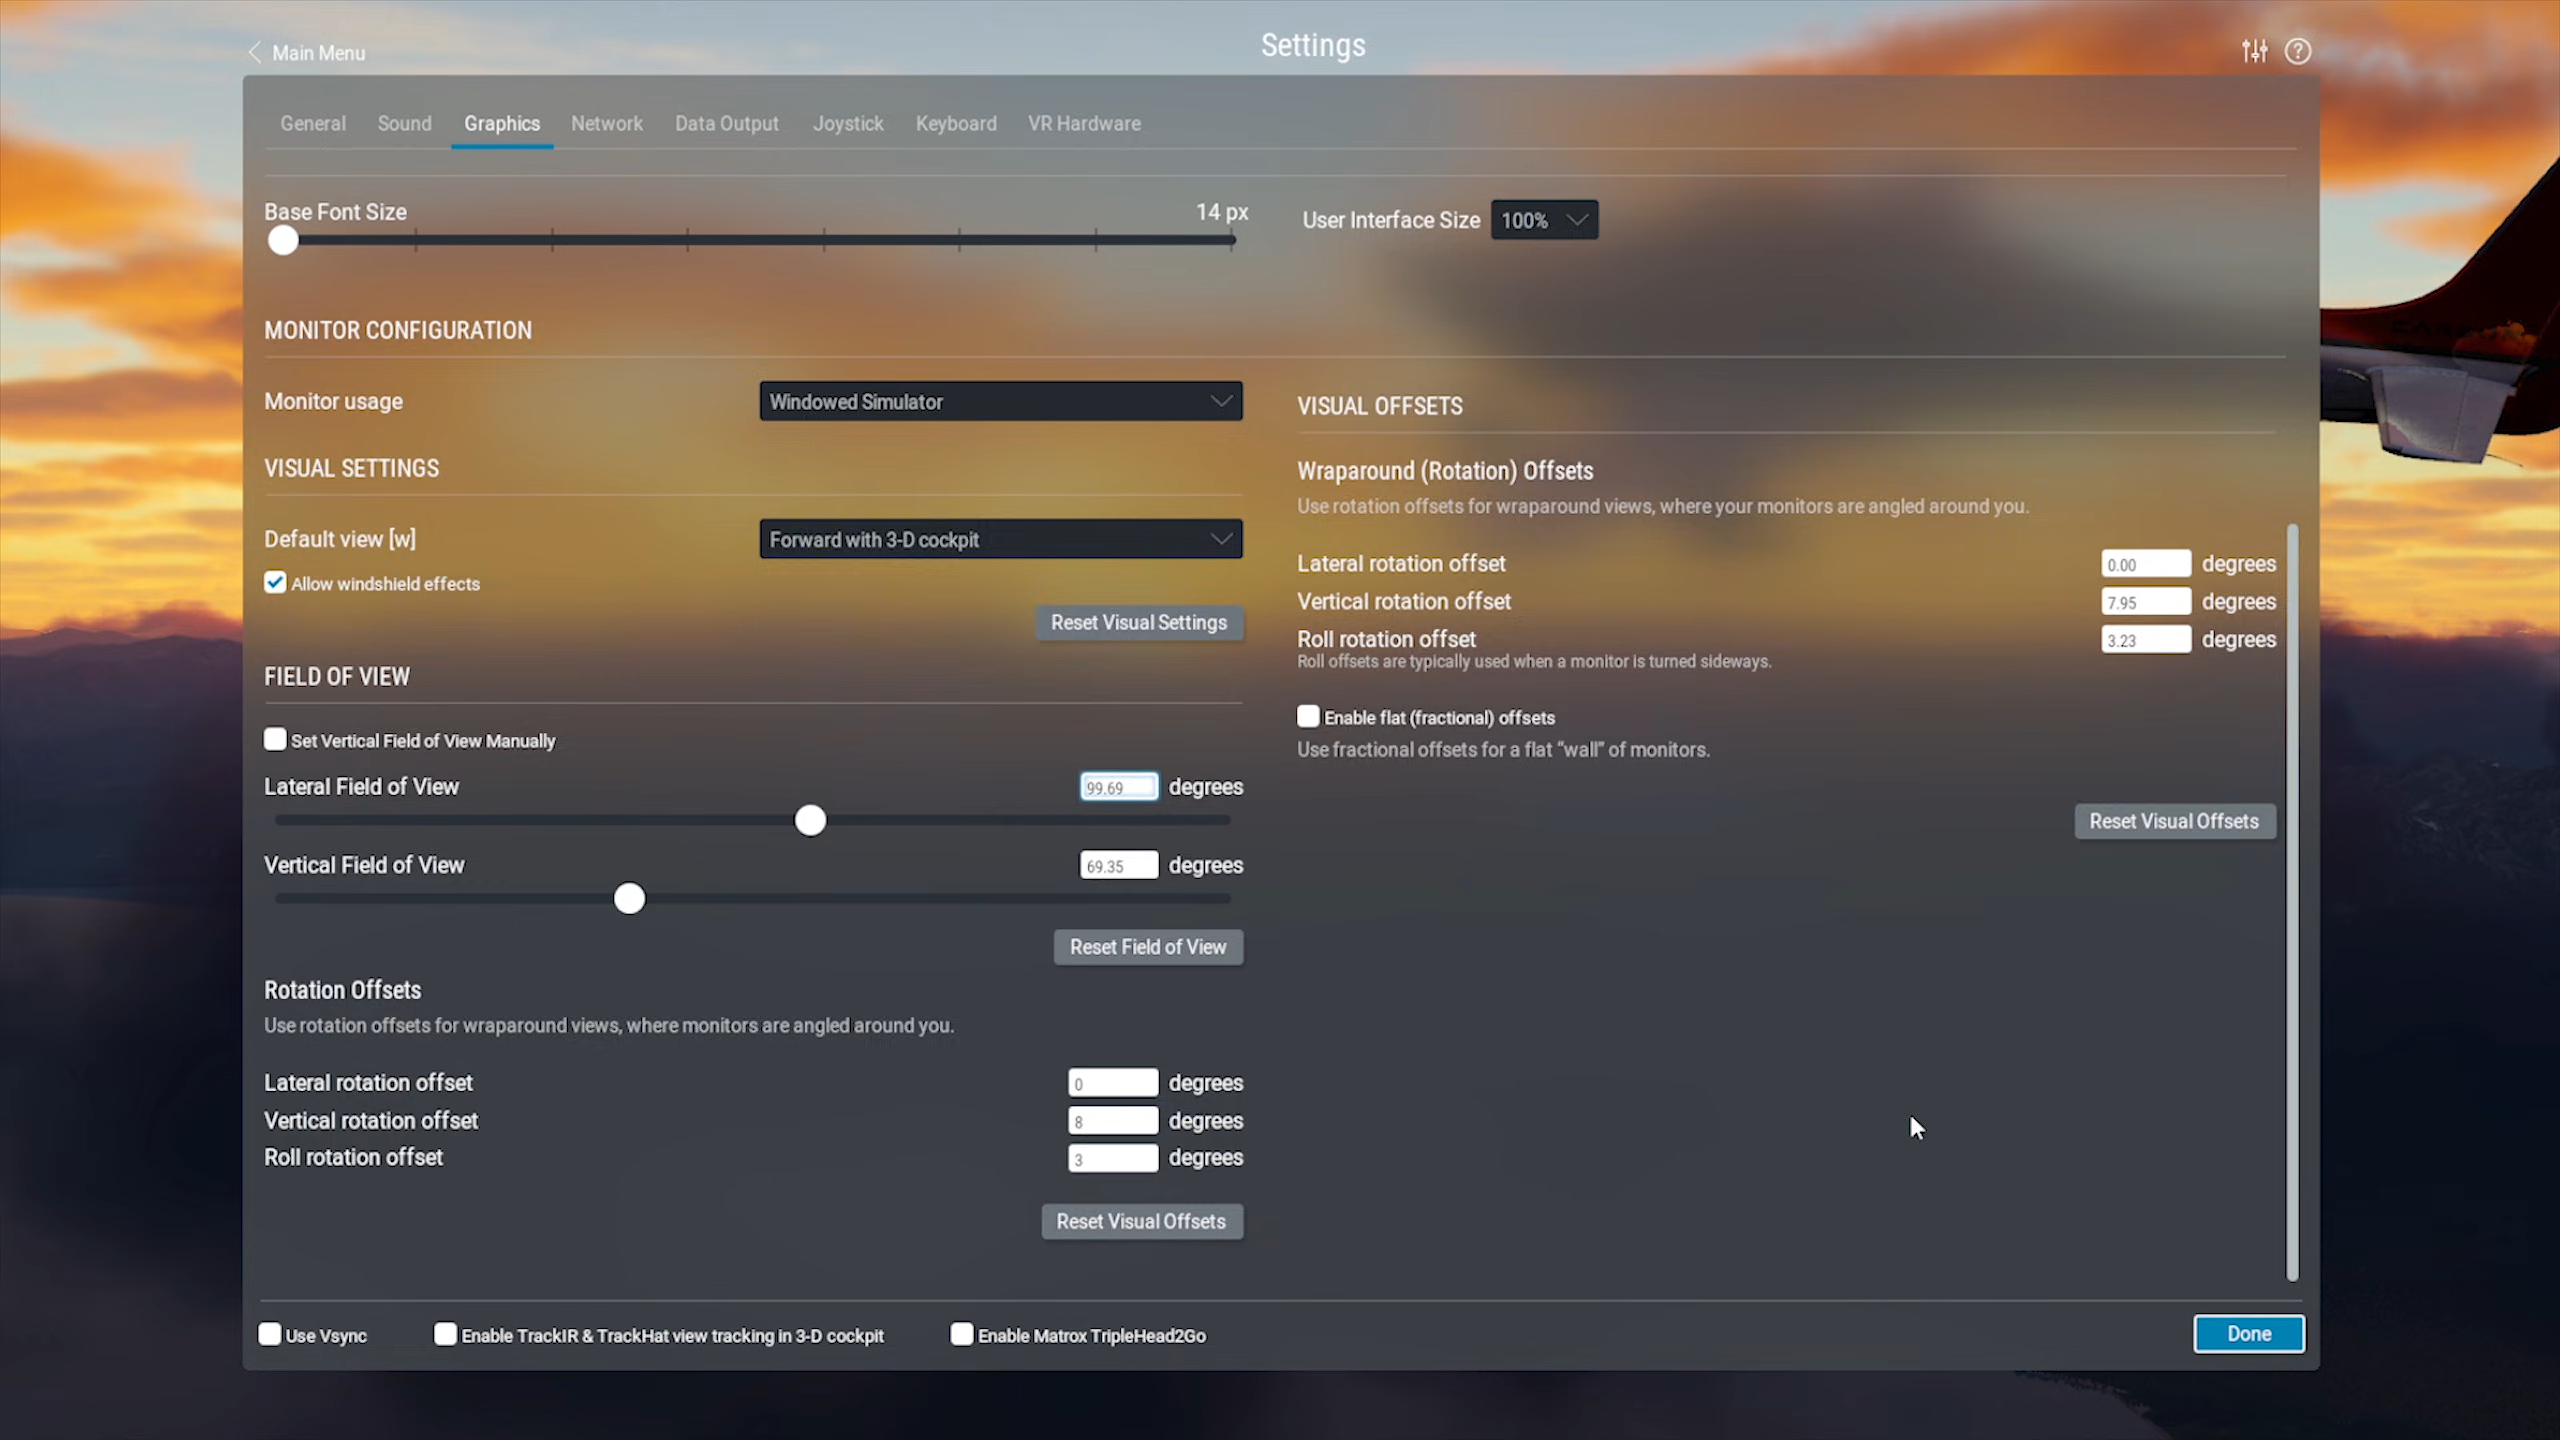 Main Menu
Settings
General Sound Graphics Network Data Output Joystick Keyboard VR Hardware
Base Font Size 14 px
User Interface Size 100%
MONITOR CONFIGURATION
Monitor usage Windowed Simulator
VISUAL SETTINGS
Default view [w] Forward with 3-D cockpit
Allow windshield effects
Reset Visual Settings
FIELD OF VIEW
Set Vertical Field of View Manually
Lateral Field of View 99.69 degrees
Vertical Field of View 69.35 degrees
Reset Field of View
Rotation Offsets
Use rotation offsets for wraparound views, where monitors are angled around you.
Lateral rotation offset 0 degrees
Vertical rotation offset 8 degrees
Roll rotation offset 3 degrees
Reset Visual Offsets
VISUAL OFFSETS
Wraparound (Rotation) Offsets
Use rotation offsets for wraparound views, where your monitors are angled around you.
Lateral rotation offset 0.00 degrees
Vertical rotation offset 7.95 degrees
Roll rotation offset 3.23 degrees
Roll offsets are typically used when a monitor is turned sideways.
Enable flat (fractional) offsets
Use fractional offsets for a flat “wall” of monitors.
Reset Visual Offsets
Use Vsync
Enable TrackIR & TrackHat view tracking in 3-D cockpit
Enable Matrox TripleHead2Go
Done